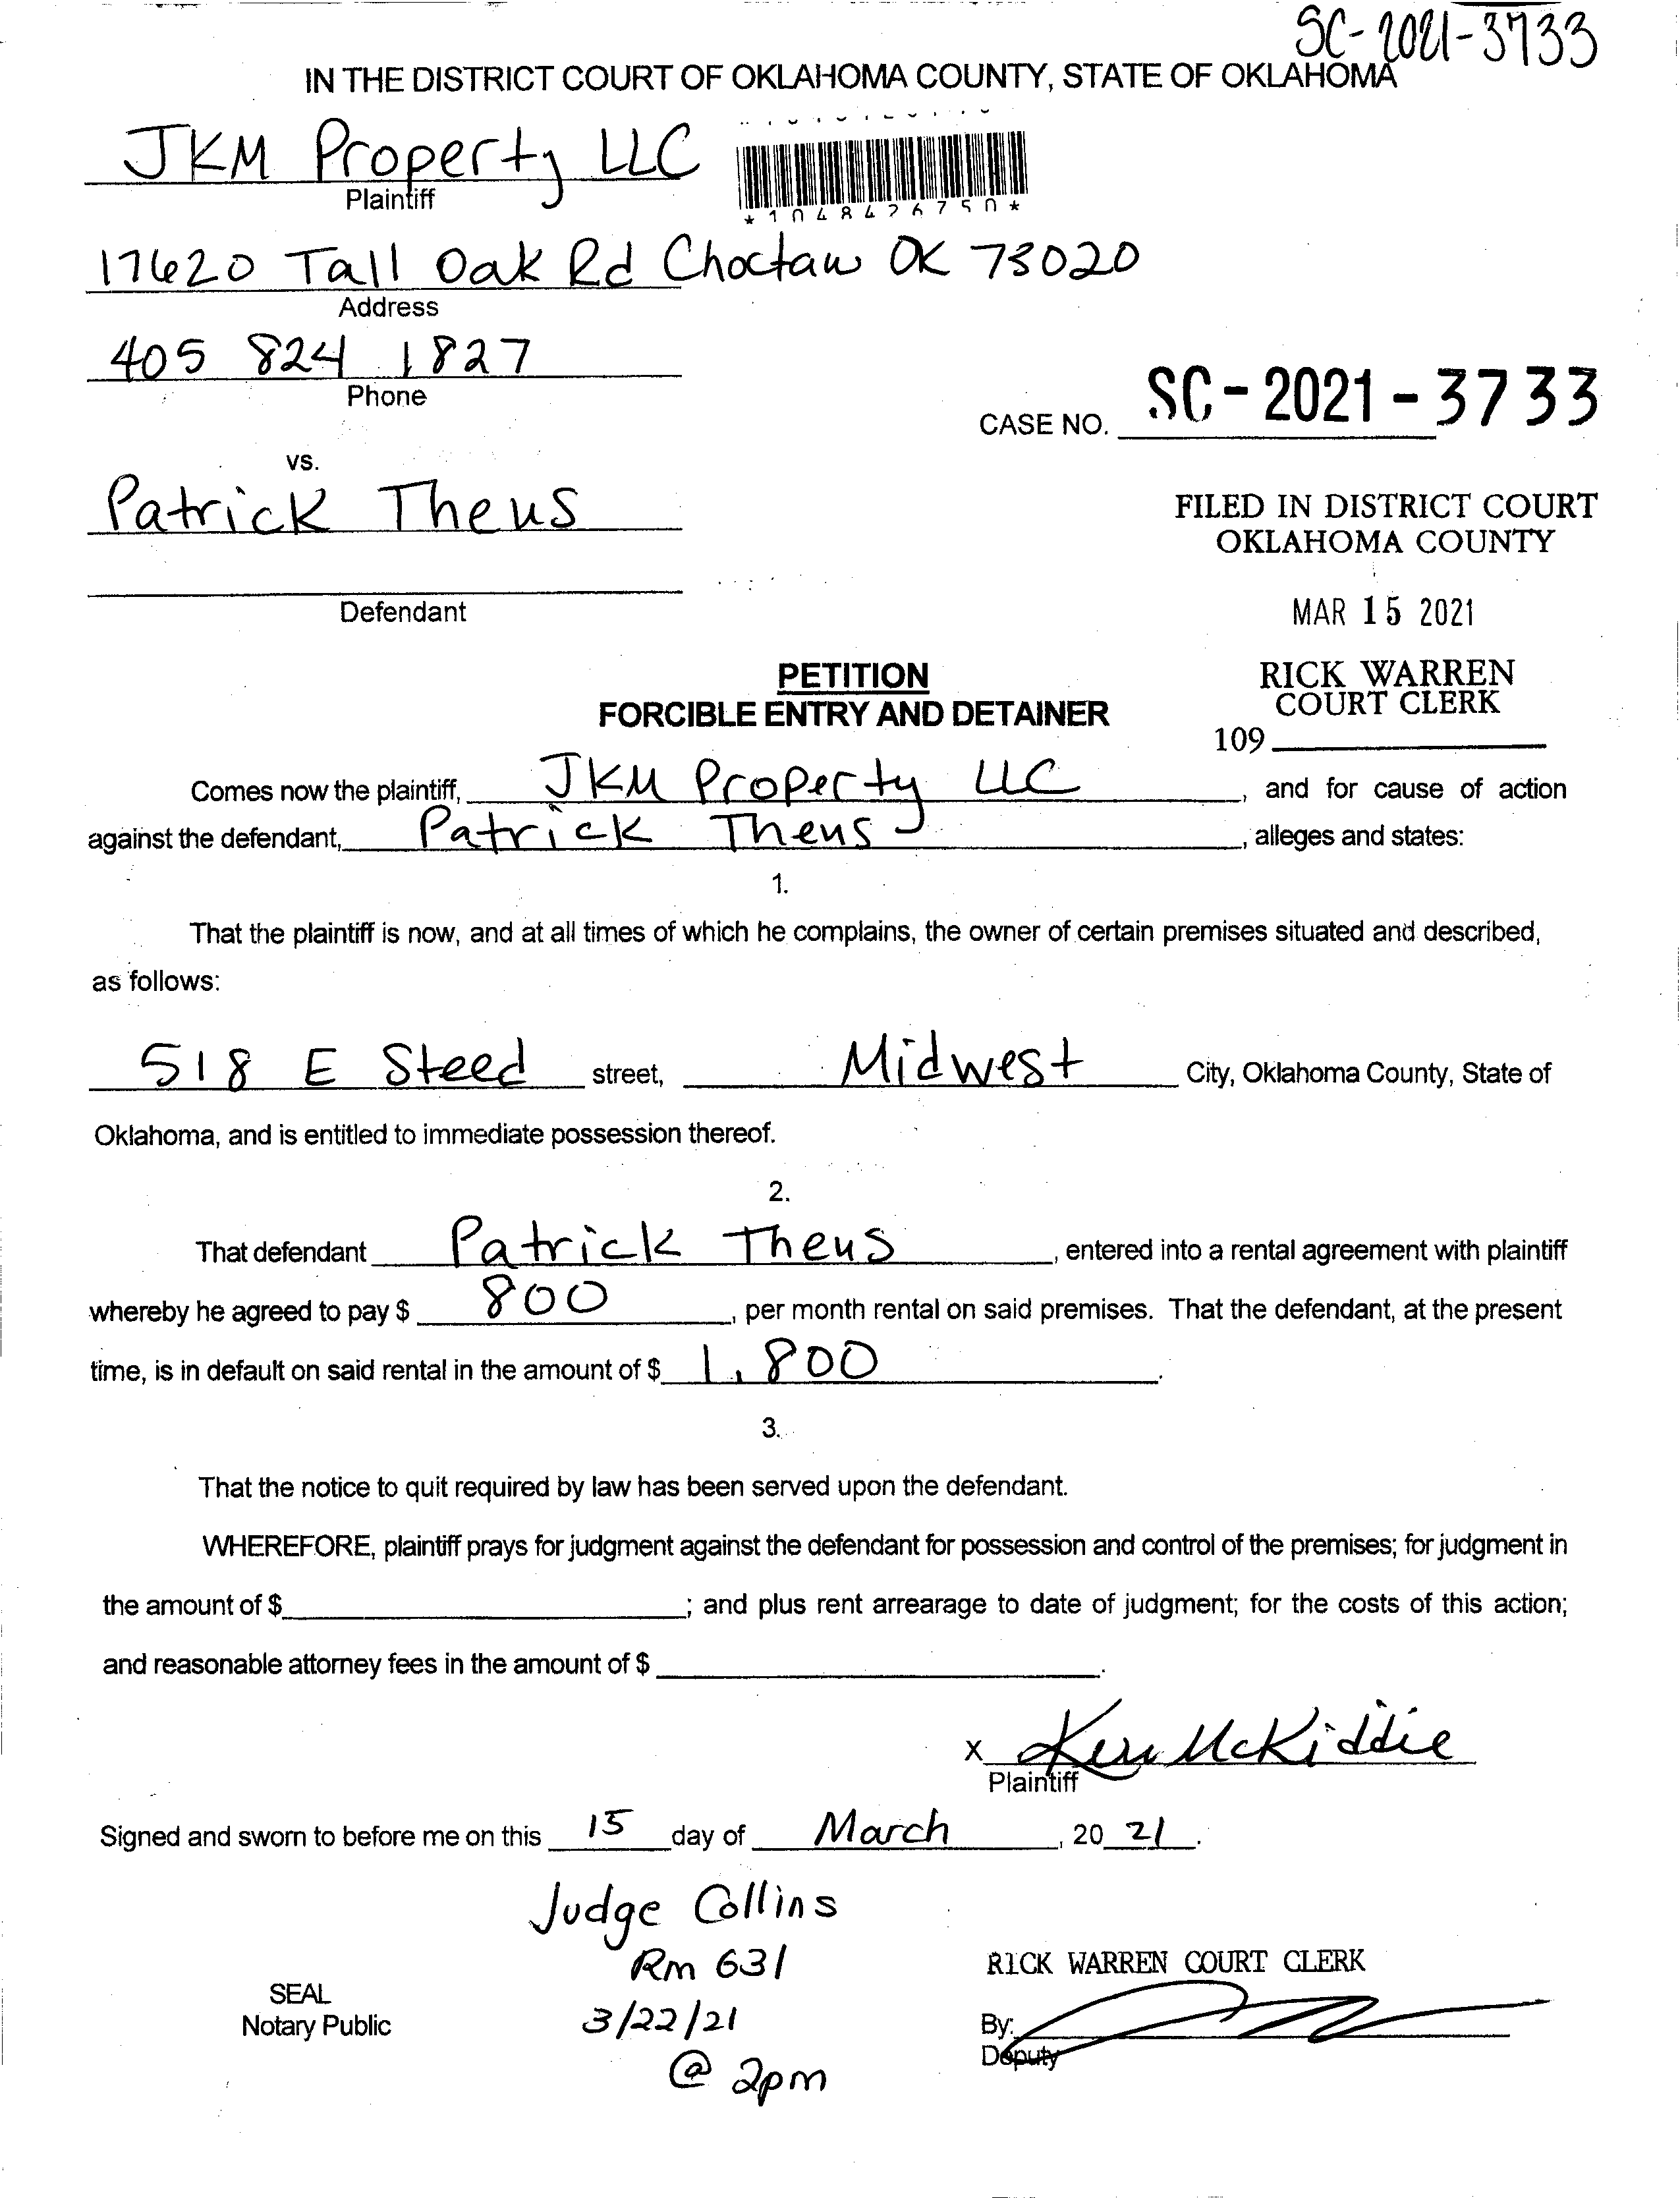 SC-2021-3733
IN THE DISTRICT COURT OF OKLAHOMA COUNTY, STATE OF OKLAHOMA
JKM Property LLC
Plaintiff
*1048426750*
17620 Tall Oak Rd Choctaw OK 73020
Address
405 824 1827
Phone
CASE NO. SC-2021-3733
vs.
Patrick Theus
FILED IN DISTRICT COURT
OKLAHOMA COUNTY
Defendant
MAR 15 2021
PETITION
FORCIBLE ENTRY AND DETAINER
RICK WARREN
COURT CLERK
109
Comes now the plaintiff, JKM Property LLC, and for cause of action
against the defendant, Patrick Theus, alleges and states:
1.
That the plaintiff is now, and at all times of which he complains, the owner of certain premises situated and described,
as follows:
518 E Steed street, Midwest City, Oklahoma County, State of
Oklahoma, and is entitled to immediate possession thereof.
2.
That defendant Patrick Theus, entered into a rental agreement with plaintiff
whereby he agreed to pay $ 800, per month rental on said premises. That the defendant, at the present
time, is in default on said rental in the amount of $ 1,800.
3.
That the notice to quit required by law has been served upon the defendant.
WHEREFORE, plaintiff prays for judgment against the defendant for possession and control of the premises; for judgment in
the amount of $ ; and plus rent arrearage to date of judgment; for the costs of this action;
and reasonable attorney fees in the amount of $ .
X Keri McKiddie
Plaintiff
Signed and sworn to before me on this 15 day of March, 20 21.
Judge Collins
Rm 631
3/22/21
@ 2pm
SEAL
Notary Public
RICK WARREN COURT CLERK
By:
Deputy